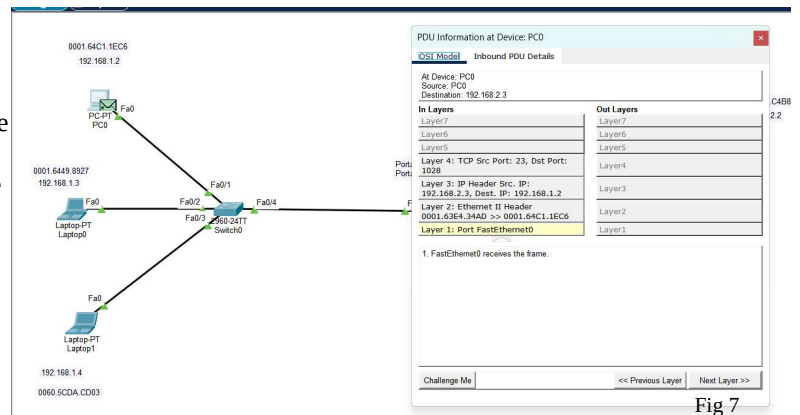 0001.64C1.1EC6
192.168.1.2
Fa0
PC-PT
PC0
0001.6449.8927
192.168.1.3
Fa0
Laptop-PT
Laptop0
Fa0/1
Fa0/2
Fa0/4
Fa0/3
2960-24TT
Switch0
Fa0
Laptop-PT
Laptop1
192.168.1.4
0060.5CDA.CD03
PDU Information at Device: PC0
OSI Model Inbound PDU Details
At Device: PC0
Source: PC0
Destination: 192.168.2.3
In Layers Out Layers
Layer7 Layer7
Layer6 Layer6
Layer5 Layer5
Layer 4: TCP Src Port: 23, Dst Port:
1028
Layer4
Layer 3: IP Header Src. IP:
192.168.2.3, Dest. IP: 192.168.1.2
Layer3
Layer 2: Ethernet II Header
0001.63E4.34AD >> 0001.64C1.1EC6
Layer2
Layer 1: Port FastEthernet0 Layer1
1. FastEthernet0 receives the frame.
Challenge Me << Previous Layer Next Layer >>
.C4B8
2.2
Fig 7